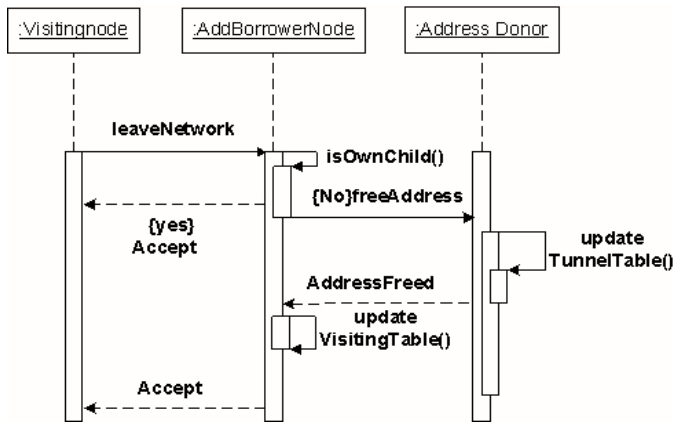 :Visitingnode
:AddBorrowerNode
:Address Donor
leaveNetwork
isOwnChild()
{No}freeAddress
{yes}
Accept
update
TunnelTable()
AddressFreed
update
VisitingTable()
Accept